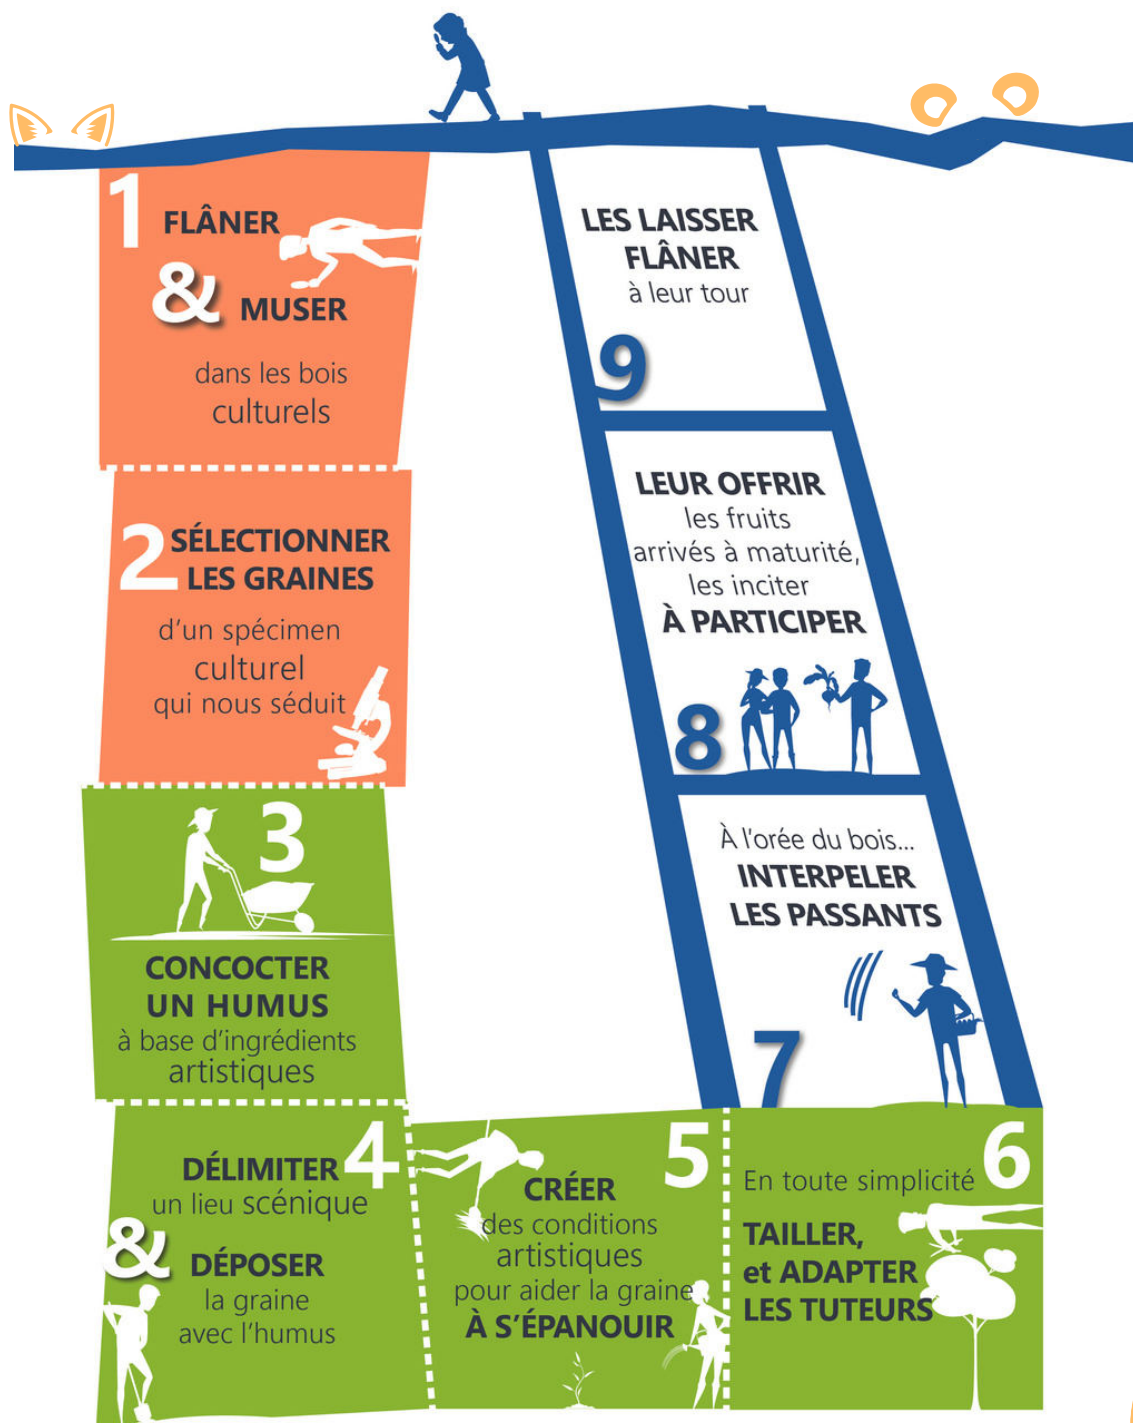 1
FLÂNER
& MUSER
dans les bois
culturels
2
SÉLECTIONNER
LES GRAINES
d'un spécimen
culturel
qui nous séduit
3
CONCOCTER
UN HUMUS
à base d'ingrédients
artistiques
4
DÉLIMITER
un lieu scénique
&
DÉPOSER
la graine
avec l'humus
5
CRÉER
des conditions
artistiques
pour aider la graine
À S'ÉPANOUIR
6
En toute simplicité
TAILLER,
et ADAPTER
LES TUTEURS
À l'orée du bois...
INTERPELER
LES PASSANTS
7
LEUR OFFRIR
les fruits
arrivés à maturité,
les inciter
À PARTICIPER
8
LES LAISSER
FLÂNER
à leur tour
9